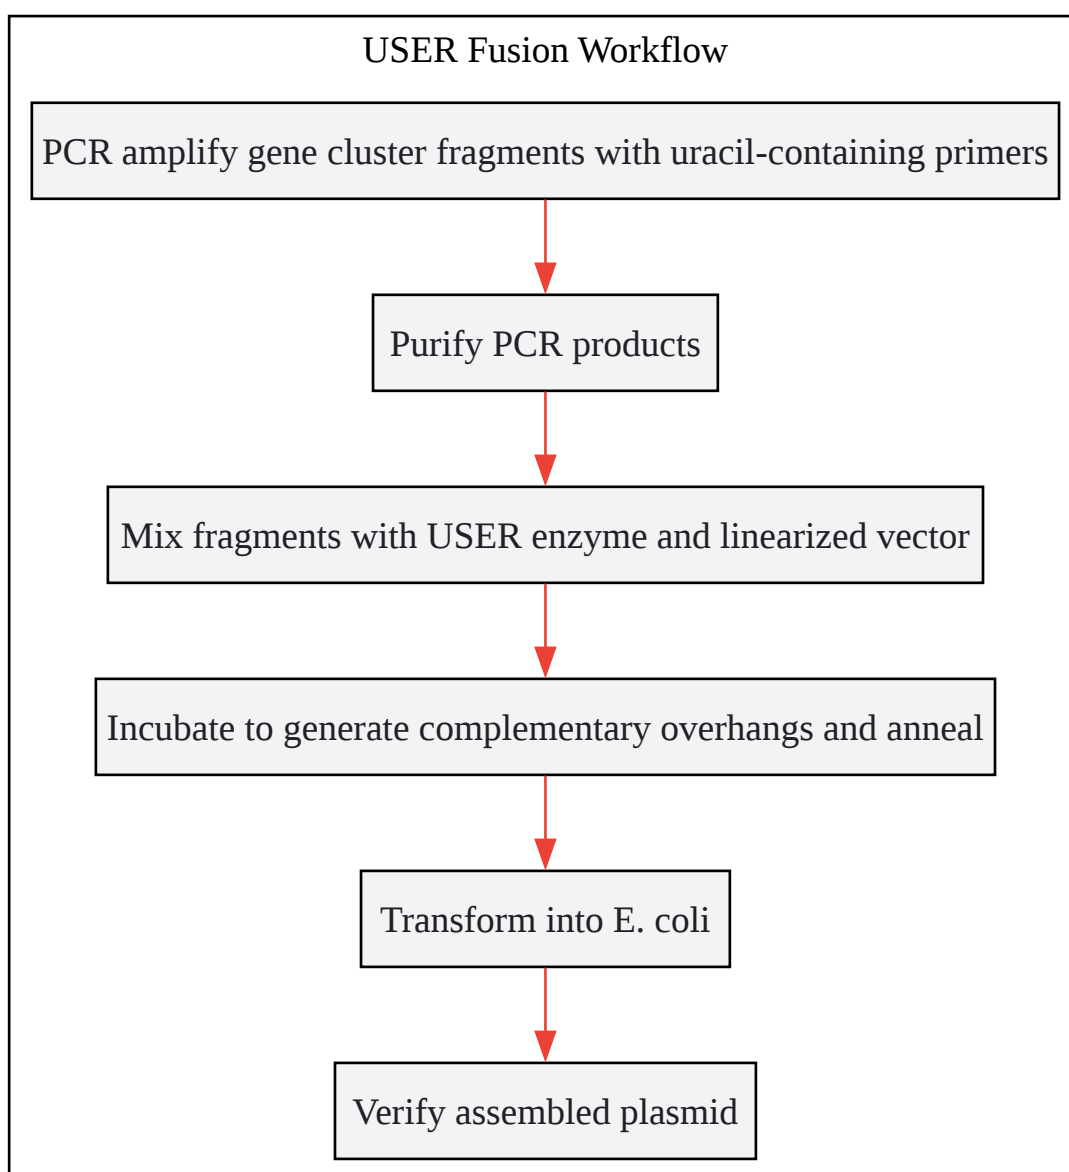 USER Fusion Workflow
PCR amplify gene cluster fragments with uracil-containing primers
Purify PCR products
Mix fragments with USER enzyme and linearized vector
Incubate to generate complementary overhangs and anneal
Transform into E. coli
Verify assembled plasmid